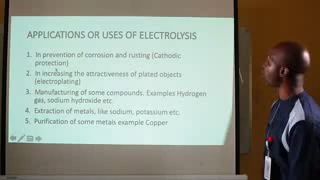 APPLICATIONS OR USES OF ELECTROLYSIS
1. In prevention of corrosion and rusting (Cathodic
protection)
2. In increasing the attractiveness of plated objects
(electroplating)
3. Manufacturing of some compounds. Examples Hydrogen
gas, sodium hydroxide etc.
4. Extraction of metals, like sodium, potassium etc.
5. Purification of some metals example Copper